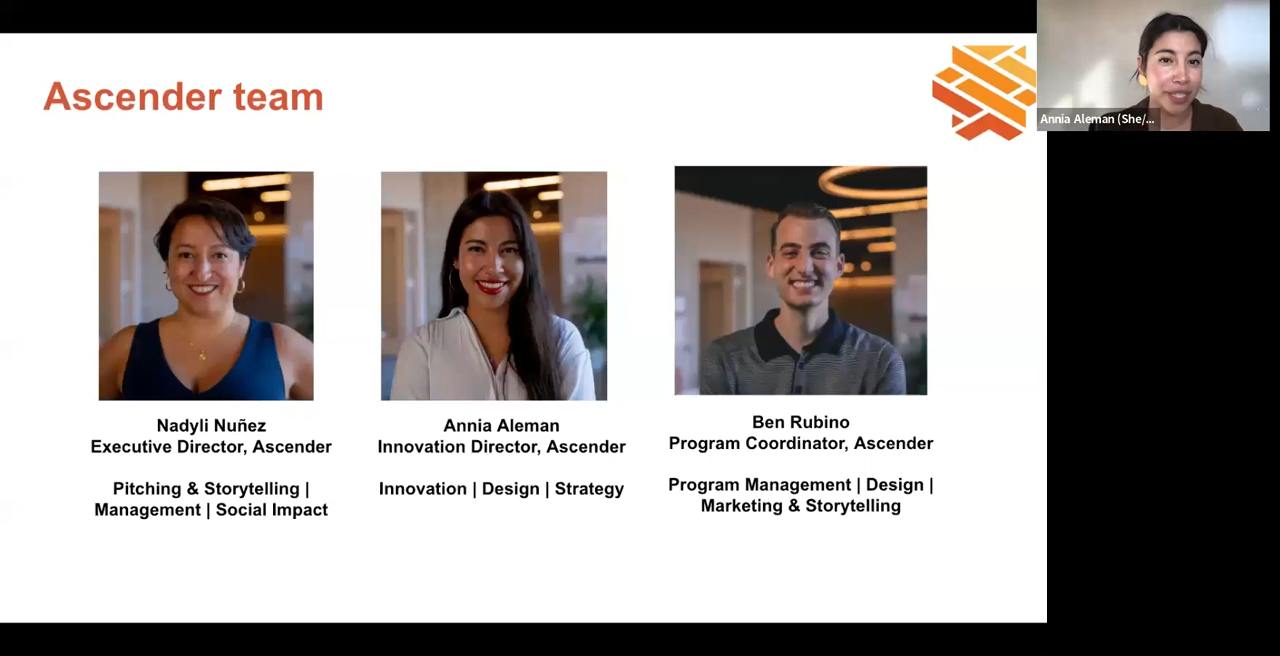 Ascender team
Annia Aleman (She/...
Nadyli Nuñez
Executive Director, Ascender
Pitching & Storytelling |
Management | Social Impact
Annia Aleman
Innovation Director, Ascender
Innovation | Design | Strategy
Ben Rubino
Program Coordinator, Ascender
Program Management | Design |
Marketing & Storytelling